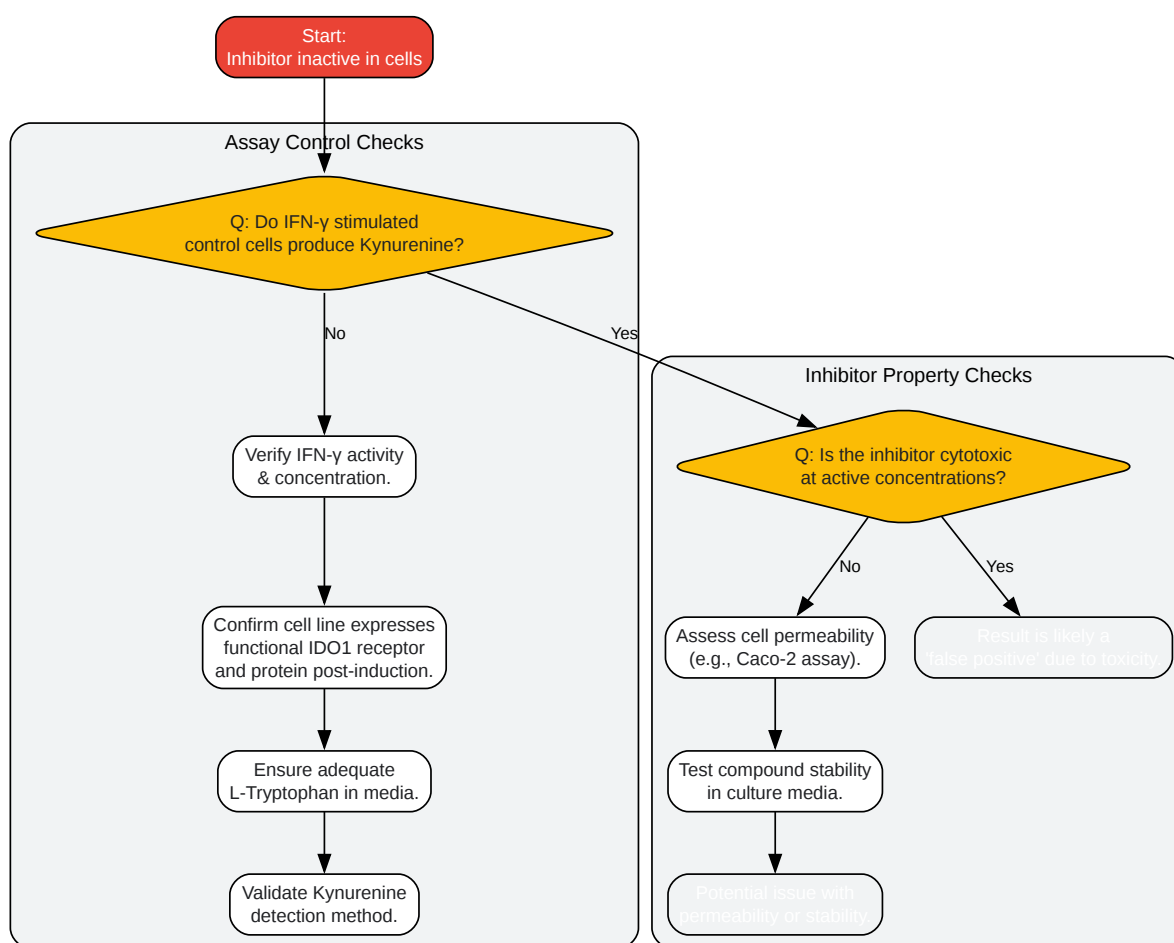 Start:
Inhibitor inactive in cells
Assay Control Checks
Q: Do IFN-γ stimulated
control cells produce Kynurenine?
No
Yes
Inhibitor Property Checks
Verify IFN-γ activity
& concentration.
Q: Is the inhibitor cytotoxic
at active concentrations?
No
Yes
Confirm cell line expresses
functional IDO1 receptor
and protein post-induction.
Assess cell permeability
(e.g., Caco-2 assay).
Result is likely a
'false positive' due to toxicity.
Ensure adequate
L-Tryptophan in media.
Test compound stability
in culture media.
Validate Kynurenine
detection method.
Potential issue with
permeability or stability.